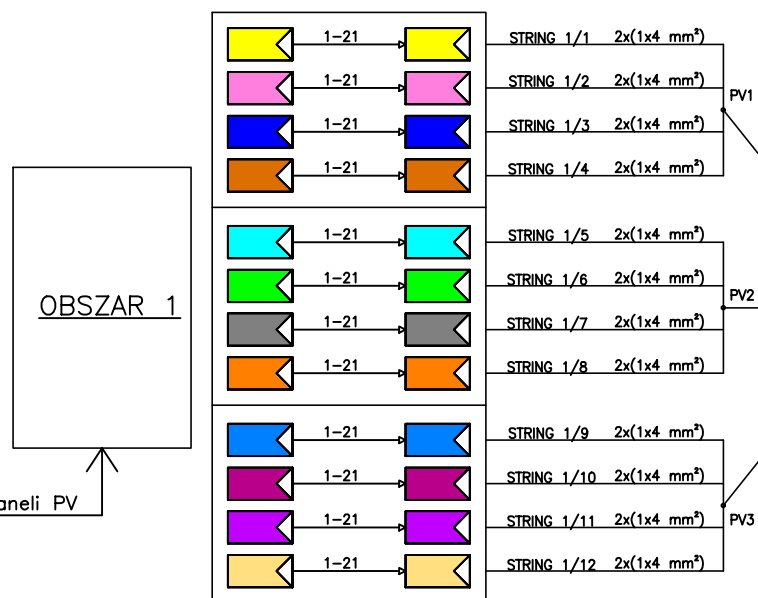 1-21 STRING 1/1 2x(1x4 mm²)
1-21 STRING 1/2 2x(1x4 mm²)
PV1
1-21 STRING 1/3 2x(1x4 mm²)
1-21 STRING 1/4 2x(1x4 mm²)
1-21 STRING 1/5 2x(1x4 mm²)
1-21 STRING 1/6 2x(1x4 mm²)
OBSZAR 1
PV2
1-21 STRING 1/7 2x(1x4 mm²)
1-21 STRING 1/8 2x(1x4 mm²)
1-21 STRING 1/9 2x(1x4 mm²)
1-21 STRING 1/10 2x(1x4 mm²)
aneli PV
1-21 STRING 1/11 2x(1x4 mm²)
PV3
1-21 STRING 1/12 2x(1x4 mm²)